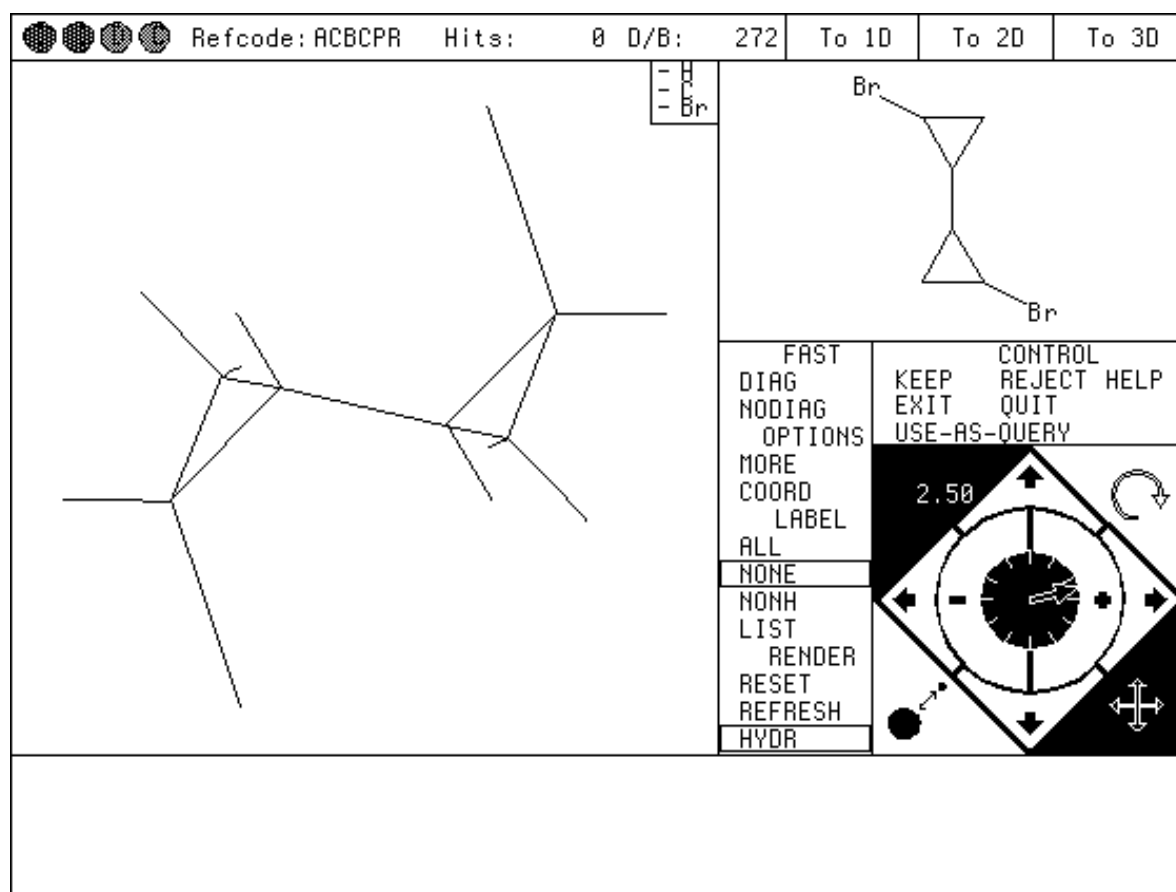 Refcode: ACBCPR Hits: 0 D/B: 272 To 1D To 2D To 3D
- H
- C
- Br
Br
Br
FAST
DIAG
NODIAG
OPTIONS
MORE
COORD
LABEL
ALL
NONE
NONH
LIST
RENDER
RESET
REFRESH
HYDR
CONTROL
KEEP REJECT HELP
EXIT QUIT
USE-AS-QUERY
2.50